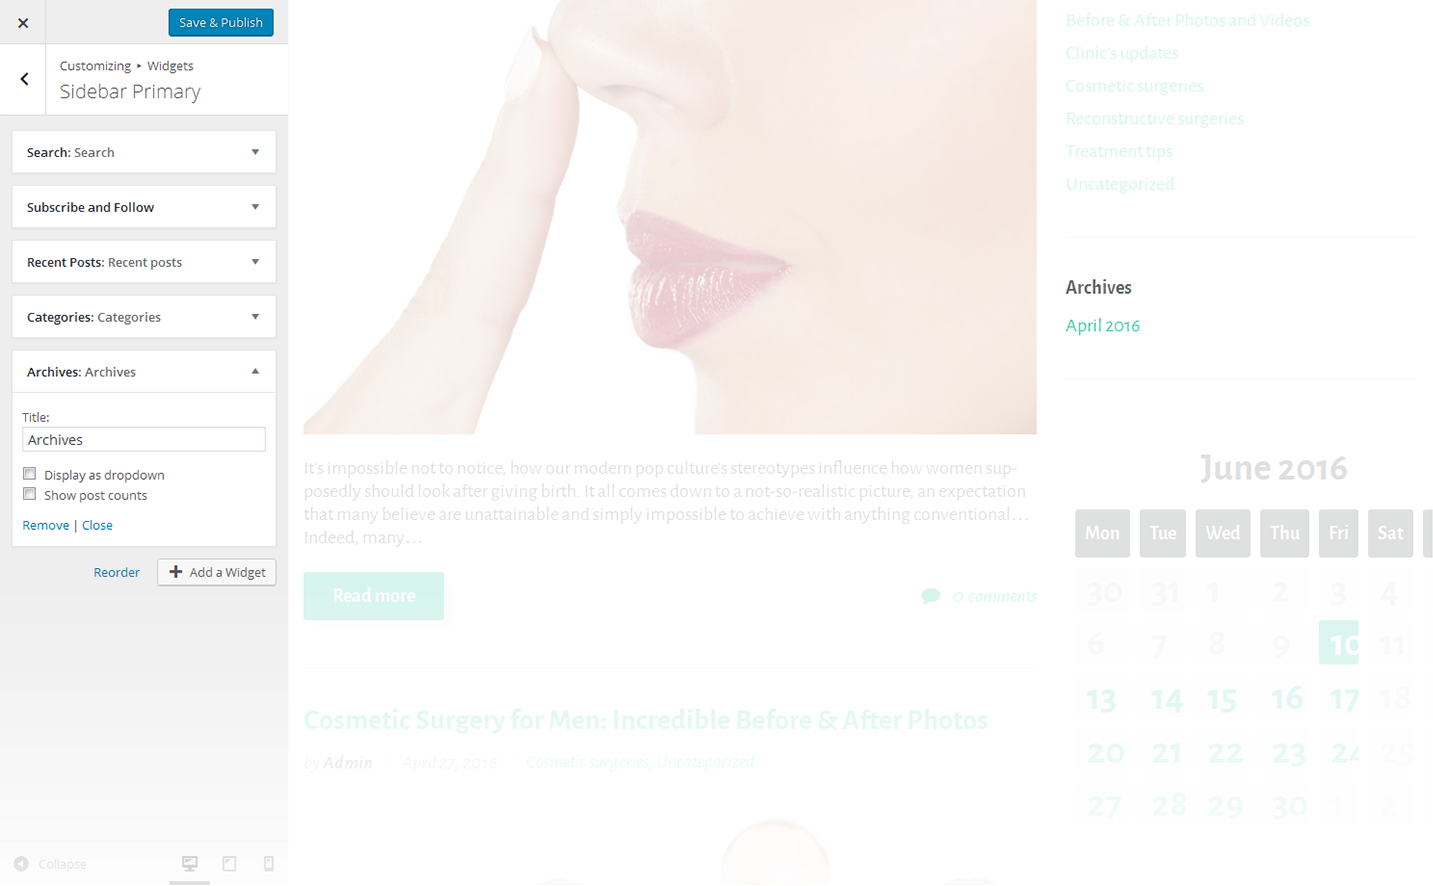 Save & Publish
Customizing ▸ Widgets
Sidebar Primary
Search: Search
Subscribe and Follow
Recent Posts: Recent posts
Categories: Categories
Archives: Archives
Title:
Archives
Display as dropdown
Show post counts
Remove | Close
Reorder
Add a Widget
Collapse
It's impossible not to notice, how our modern pop culture's stereotypes influence how women sup-
posedly should look after giving birth. It all comes down to a not-so-realistic picture, an expectation
that many believe are unattainable and simply impossible to achieve with anything conventional…
Indeed, many…
Read more
0 comments
Cosmetic Surgery for Men: Incredible Before & After Photos
by Admin
April 27, 2016
Cosmetic surgeries, Uncategorized
Before & After Photos and Videos
Clinic's updates
Cosmetic surgeries
Reconstructive surgeries
Treatment tips
Uncategorized
Archives
April 2016
June 2016
Mon Tue Wed Thu Fri Sat
30 31 1 2 3 4
6 7 8 9 10 11
13 14 15 16 17 18
20 21 22 23 24 25
27 28 29 30 1 2